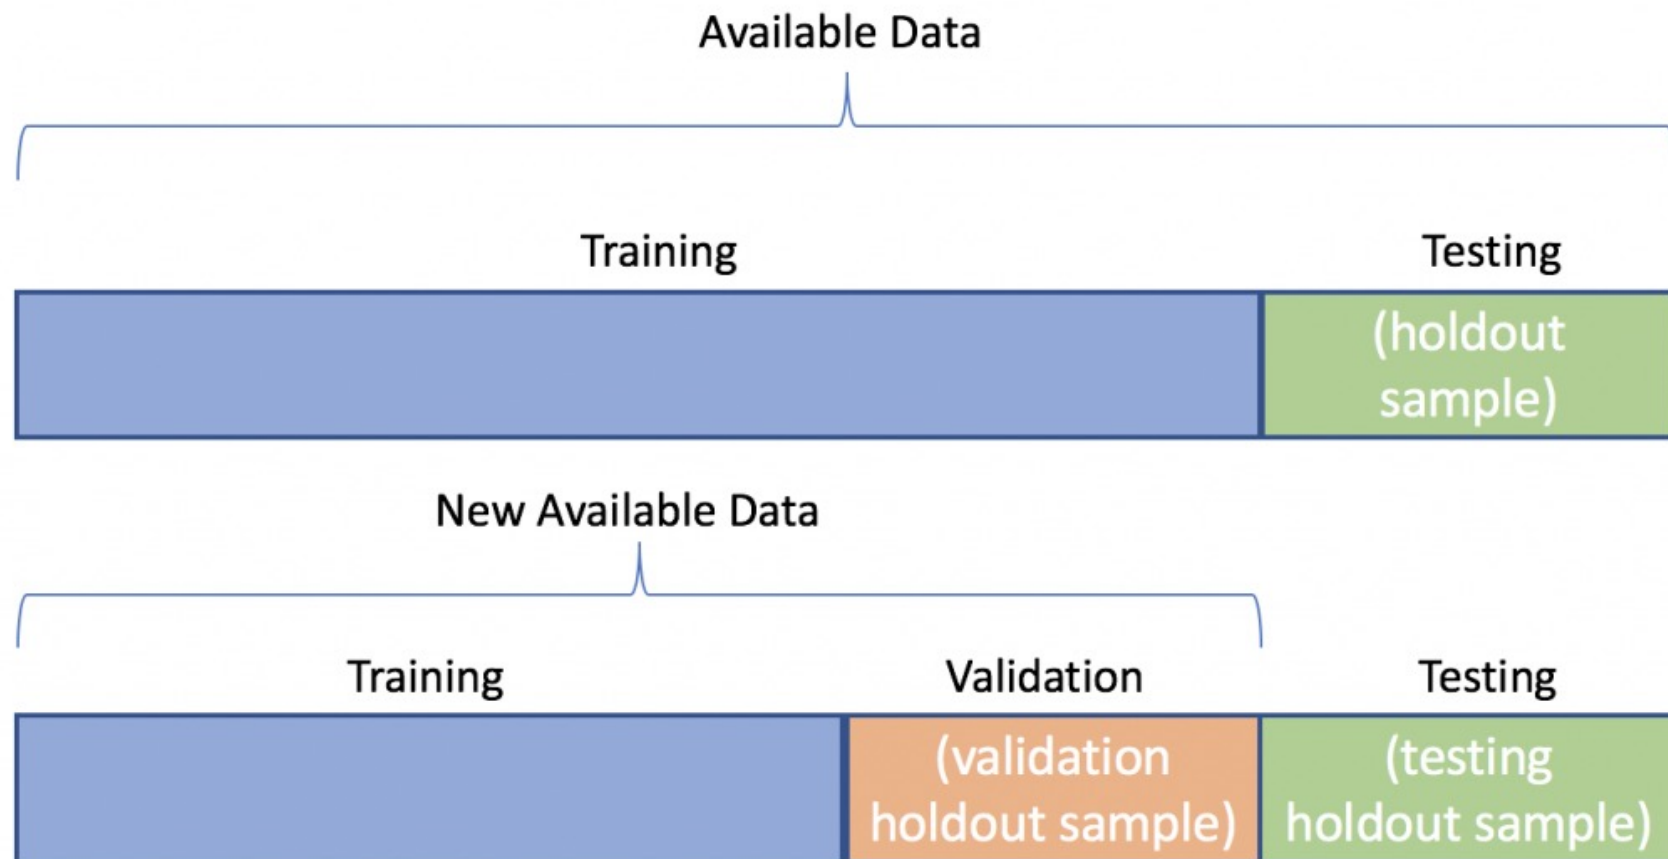 Available Data
Training
Testing
(holdout
sample)
New Available Data
Training
Validation
Testing
(validation
holdout sample)
(testing
holdout sample)